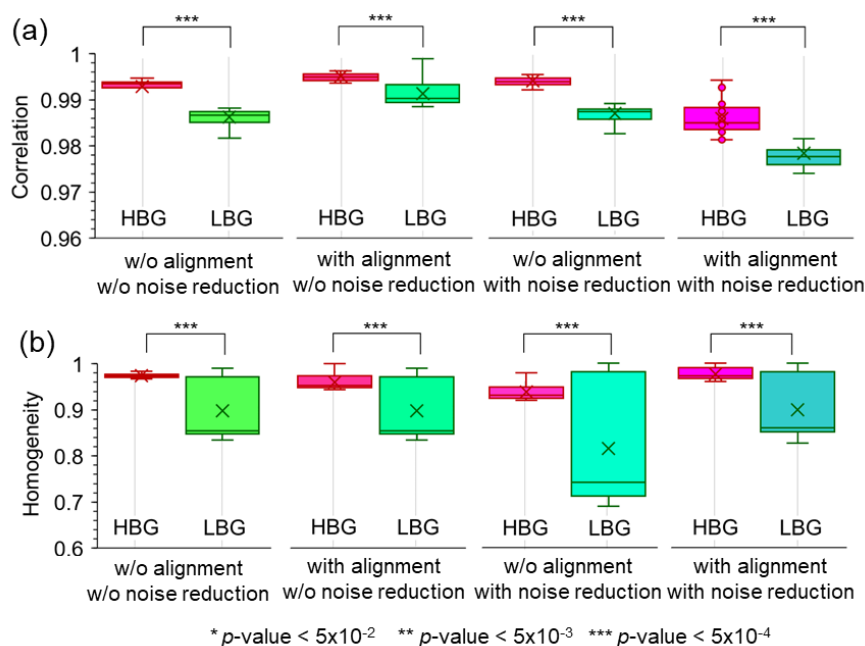 (a)
*** *** *** ***
Correlation
1
0.99
0.98
0.97
0.96
HBG LBG HBG LBG HBG LBG HBG LBG
w/o alignment with alignment w/o alignment with alignment
w/o noise reduction w/o noise reduction with noise reduction with noise reduction
(b)
*** *** *** ***
Homogeneity
1
0.9
0.8
0.7
0.6
HBG LBG HBG LBG HBG LBG HBG LBG
w/o alignment with alignment w/o alignment with alignment
w/o noise reduction w/o noise reduction with noise reduction with noise reduction
* p-value < 5x10⁻² ** p-value < 5x10⁻³ *** p-value < 5x10⁻⁴